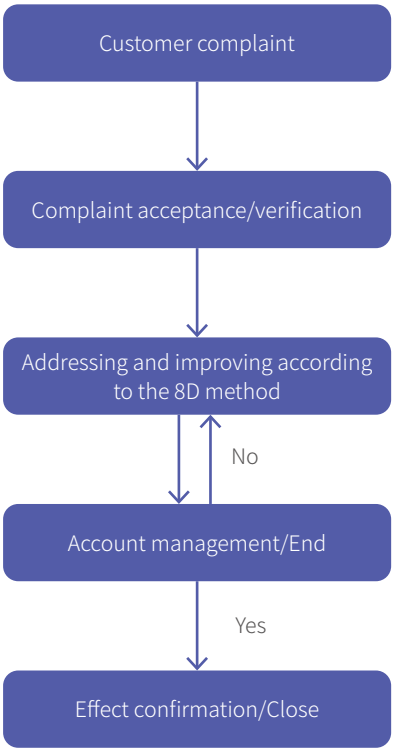 Customer complaint
Complaint acceptance/verification
Addressing and improving according
to the 8D method
No
Account management/End
Yes
Effect confirmation/Close